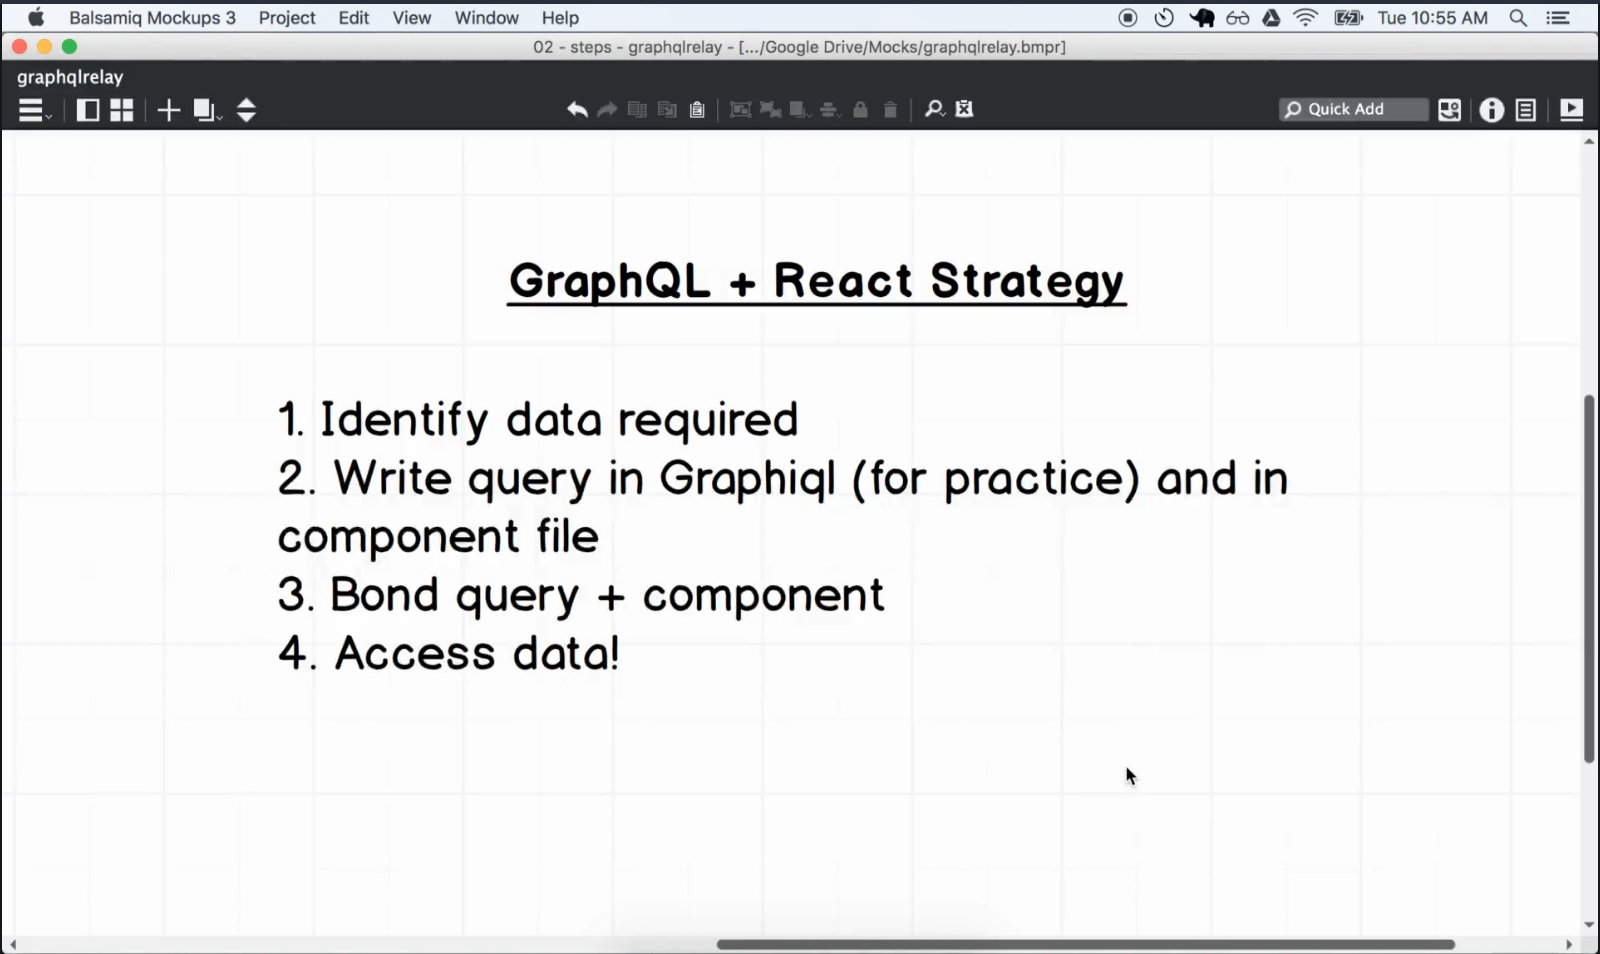 Balsamiq Mockups 3 Project Edit View Window Help Tue 10:55 AM
02 - steps - graphqlrelay - [.../Google Drive/Mocks/graphqlrelay.bmpr]
graphqlrelay
Quick Add
GraphQL + React Strategy
1. Identify data required
2. Write query in Graphiql (for practice) and in
component file
3. Bond query + component
4. Access data!